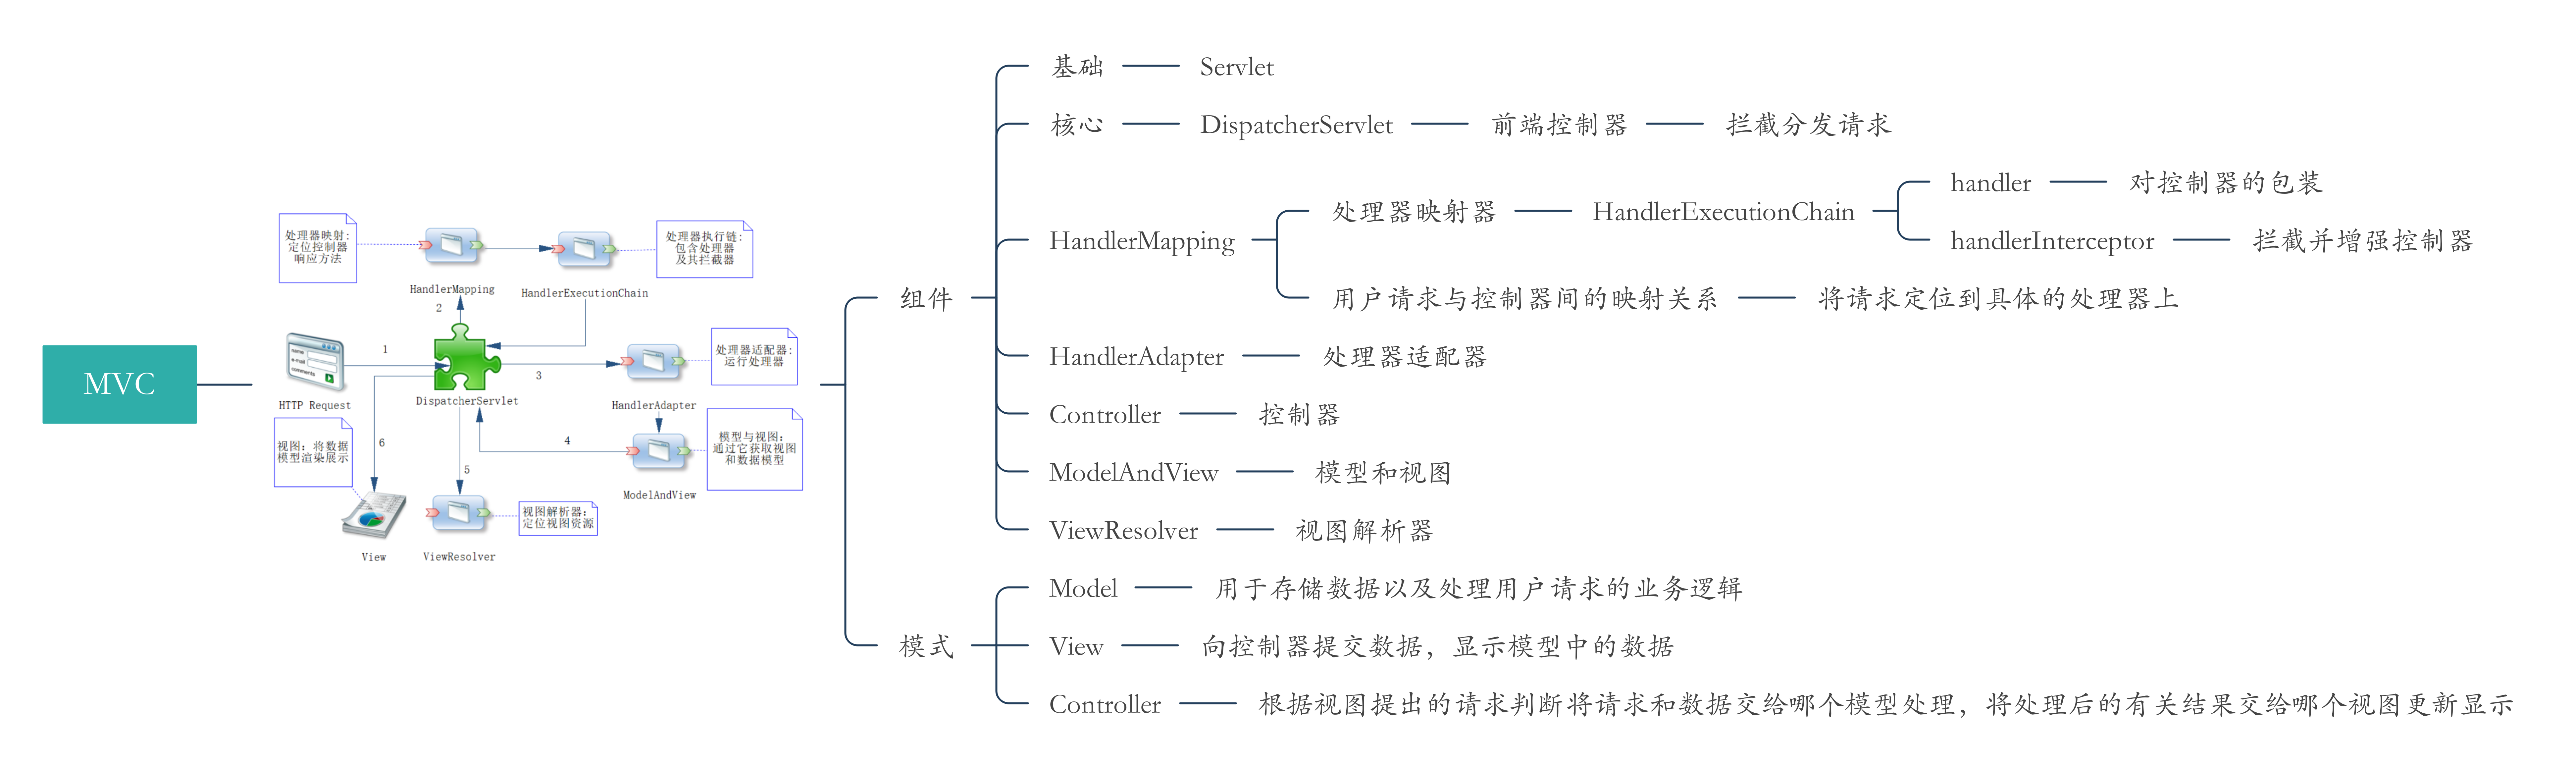 MVC
处理器映射:
定位控制器
响应方法
处理器执行链:
包含处理器
及其拦截器
HandlerMapping
HandlerExecutionChain
2
name
e-mail
comments
1
3
处理器适配器:
运行处理器
HTTP Request
DispatcherServlet
HandlerAdapter
视图: 将数据
模型渲染展示
6
4
5
模型与视图:
通过它获取视图
和数据模型
ModelAndView
视图解析器:
定位视图资源
View
ViewResolver
组件
基础
Servlet
核心
DispatcherServlet
前端控制器
拦截分发请求
HandlerMapping
处理器映射器
HandlerExecutionChain
handler
对控制器的包装
handlerInterceptor
拦截并增强控制器
用户请求与控制器间的映射关系
将请求定位到具体的处理器上
HandlerAdapter
处理器适配器
Controller
控制器
ModelAndView
模型和视图
ViewResolver
视图解析器
模式
Model
用于存储数据以及处理用户请求的业务逻辑
View
向控制器提交数据，显示模型中的数据
Controller
根据视图提出的请求判断将请求和数据交给哪个模型处理，将处理后的有关结果交给哪个视图更新显示